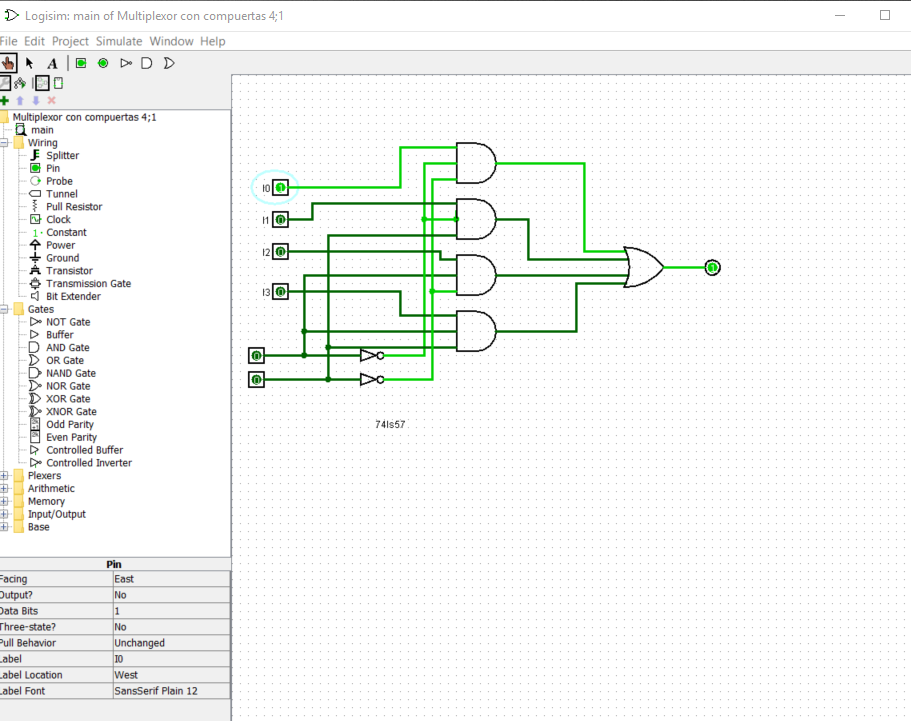 Logisim: main of Multiplexor con compuertas 4;1
File Edit Project Simulate Window Help
A
Multiplexor con compuertas 4;1
main
Wiring
Splitter
Pin
Probe
Tunnel
Pull Resistor
Clock
Constant
Power
Ground
Transistor
Transmission Gate
Bit Extender
Gates
NOT Gate
Buffer
AND Gate
OR Gate
NAND Gate
NOR Gate
XOR Gate
XNOR Gate
Odd Parity
Even Parity
Controlled Buffer
Controlled Inverter
Plexers
Arithmetic
Memory
Input/Output
Base
Pin
Facing East
Output? No
Data Bits 1
Three-state? No
Pull Behavior Unchanged
Label I0
Label Location West
Label Font SansSerif Plain 12
I0 1
I1 0
I2 0
I3 0
0
0
1
74ls57